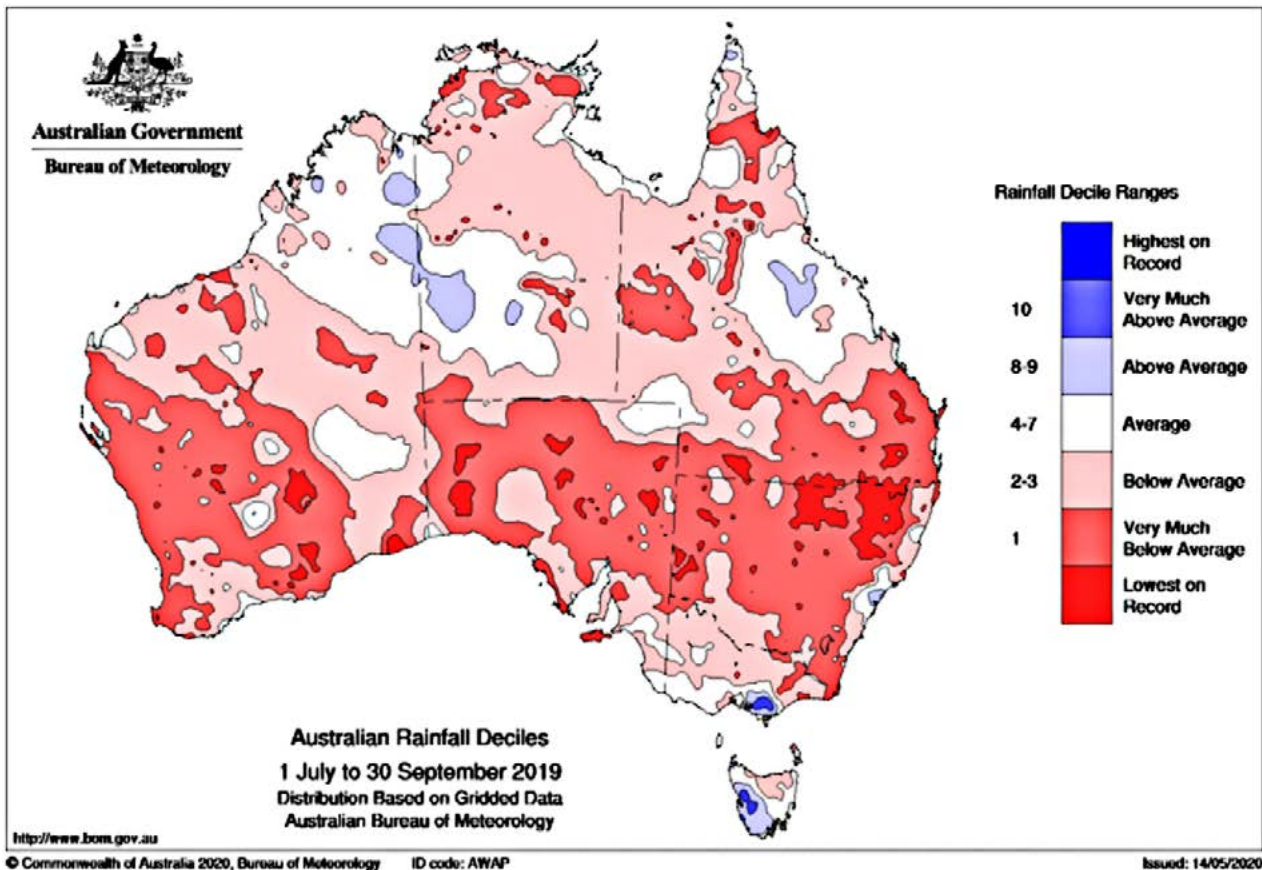 Australian Government
Bureau of Meteorology
Rainfall Decile Ranges
Highest on
Record
10
Very Much
Above Average
8-9
Above Average
4-7
Average
2-3
Below Average
1
Very Much
Below Average
Lowest on
Record
Australian Rainfall Deciles
1 July to 30 September 2019
Distribution Based on Gridded Data
Australian Bureau of Meteorology
http://www.bom.gov.au
© Commonwealth of Australia 2020, Bureau of Meteorology ID code: AWAP Issued: 14/05/2020